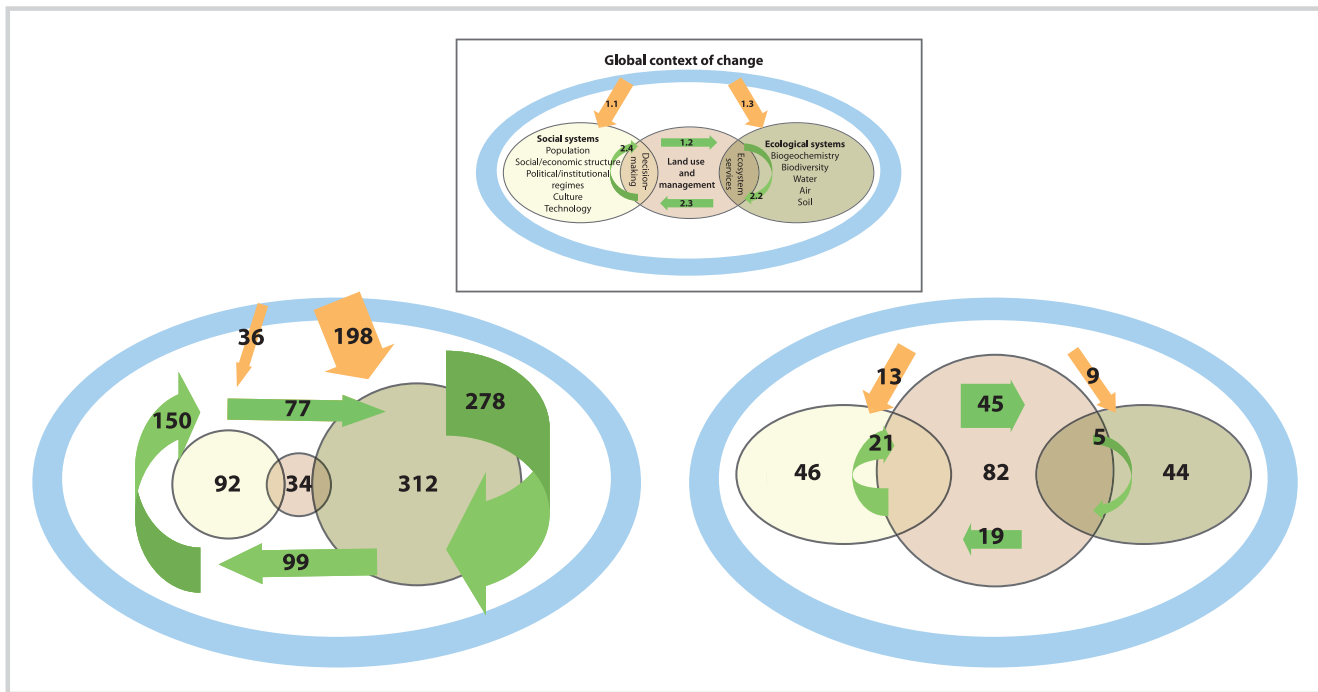 Global context of change
1.1
1.3
Social systems
Population
Social/economic structure
Political/institutional
regimes
Culture
Technology
2.4
Decision-
making
1.2
Land use
and
management
2.3
Ecosystem
services
2.2
Ecological systems
Biogeochemistry
Biodiversity
Water
Air
Soil
36
198
150
77
278
92
34
312
99
13
9
45
21
5
46
82
44
19